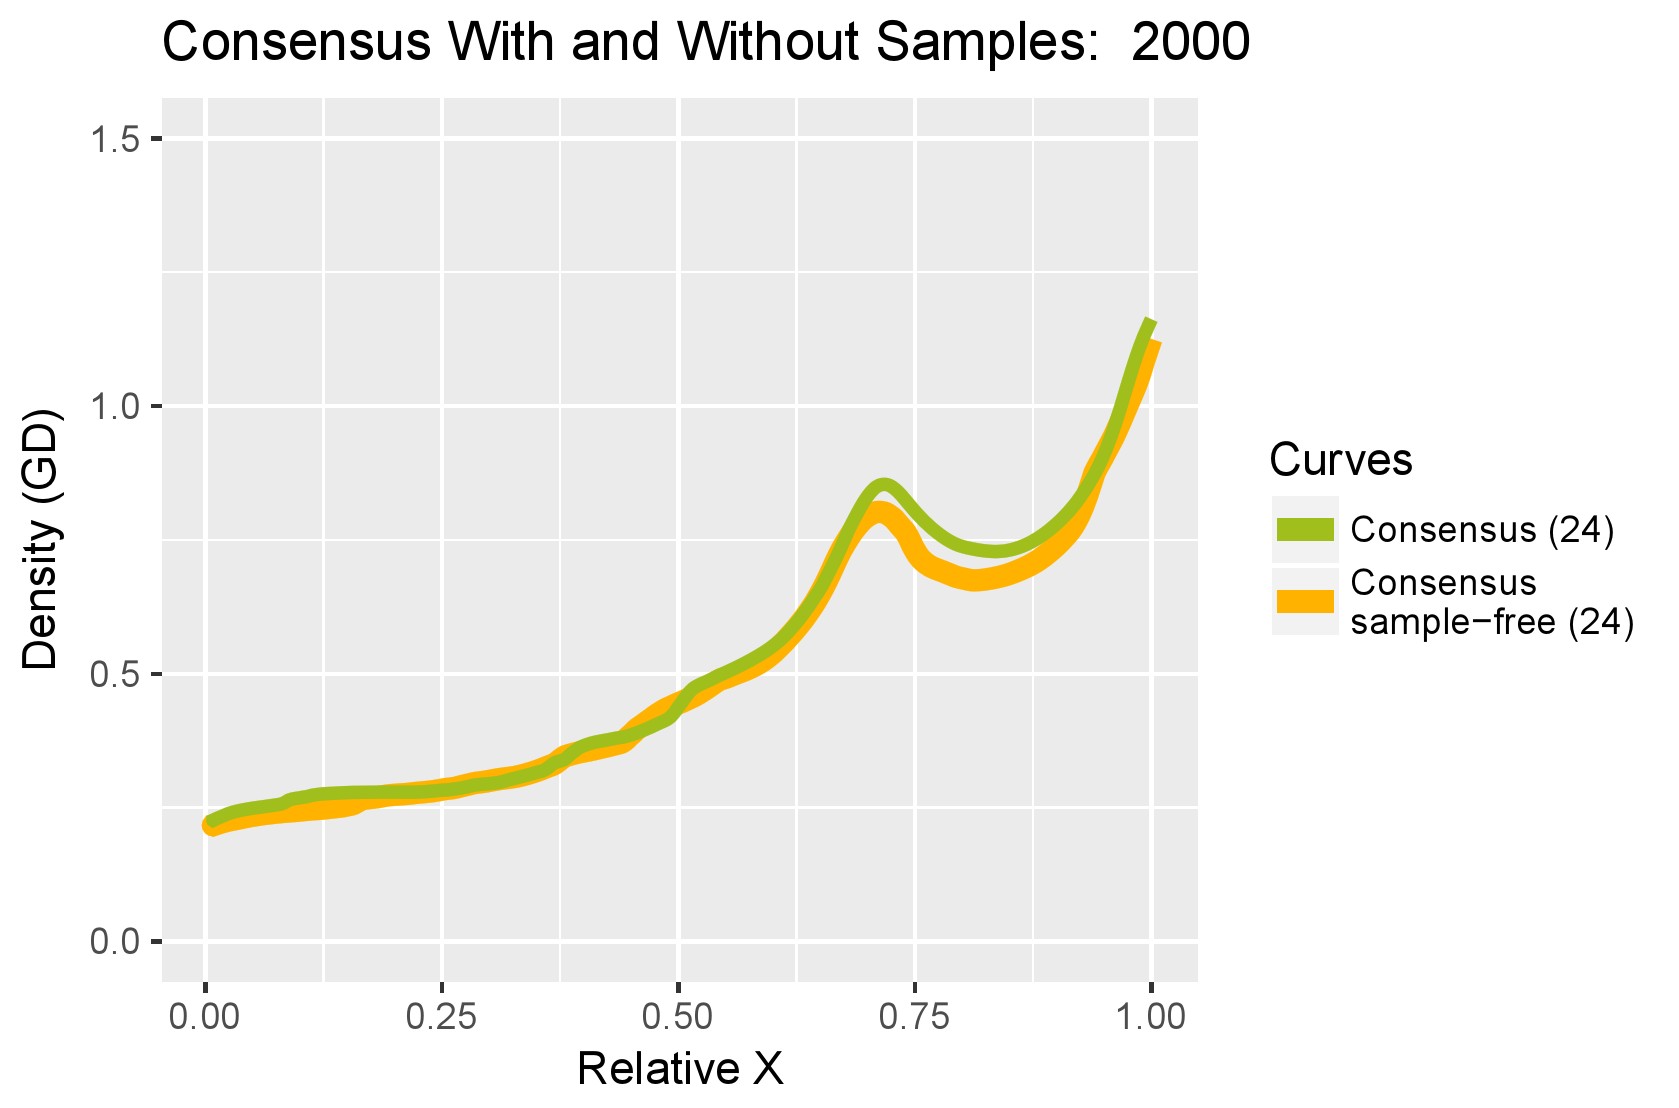 Consensus With and Without Samples:  2000
1.5
1.0
0.5
0.0
Density (GD)
0.00 0.25 0.50 0.75 1.00
Relative X
Curves
Consensus (24)
Consensus
sample−free (24)